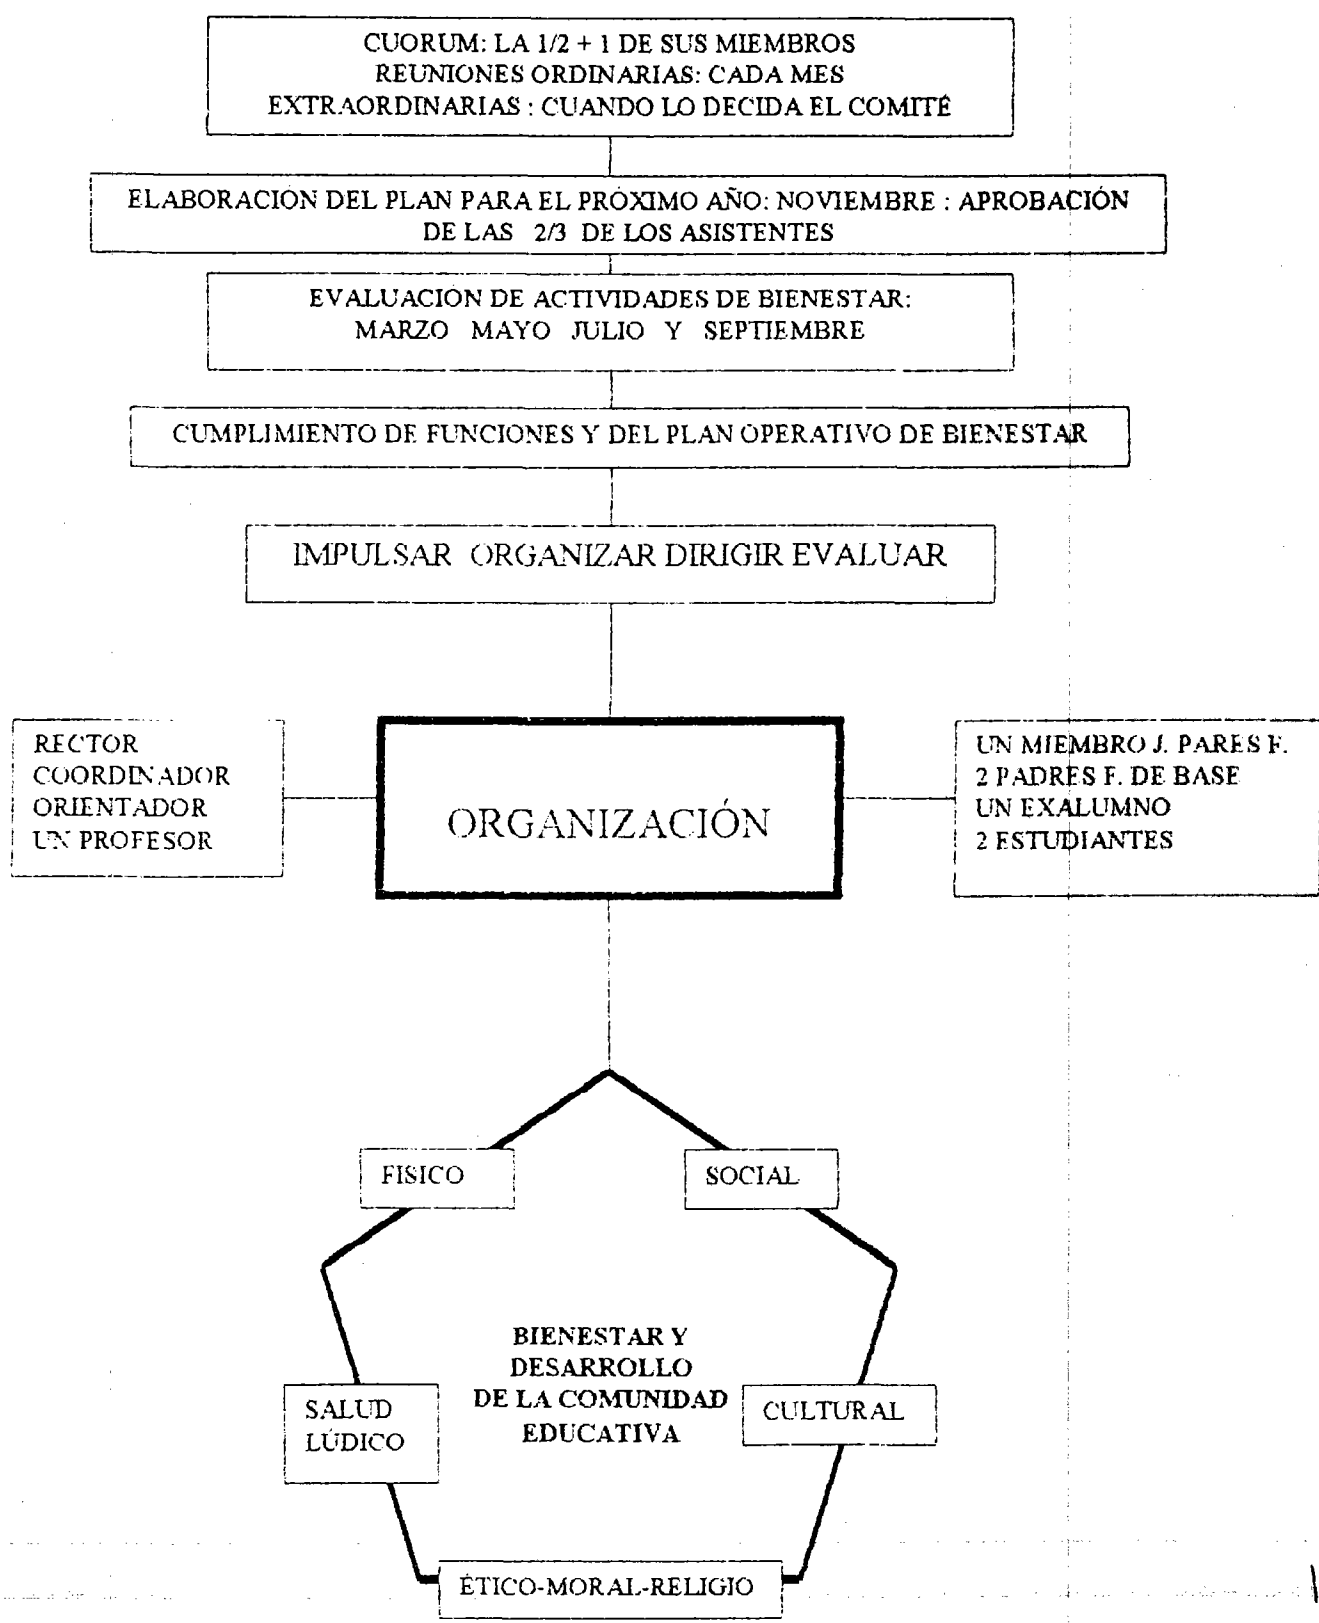 CUORUM: LA 1/2 + 1 DE SUS MIEMBROS
REUNIONES ORDINARIAS: CADA MES
EXTRAORDINARIAS : CUANDO LO DECIDA EL COMITÉ
ELABORACIÓN DEL PLAN PARA EL PRÓXIMO AÑO: NOVIEMBRE : APROBACIÓN
DE LAS 2/3 DE LOS ASISTENTES
EVALUACIÓN DE ACTIVIDADES DE BIENESTAR:
MARZO MAYO JULIO Y SEPTIEMBRE
CUMPLIMIENTO DE FUNCIONES Y DEL PLAN OPERATIVO DE BIENESTAR
IMPULSAR ORGANIZAR DIRIGIR EVALUAR
RECTOR
COORDINADOR
ORIENTADOR
UN PROFESOR
ORGANIZACIÓN
UN MIEMBRO J. PARES F.
2 PADRES F. DE BASE
UN EXALUMNO
2 ESTUDIANTES
FISICO
SOCIAL
BIENESTAR Y
DESARROLLO
DE LA COMUNIDAD
EDUCATIVA
SALUD
LÚDICO
CULTURAL
ÉTICO-MORAL-RELIGIO